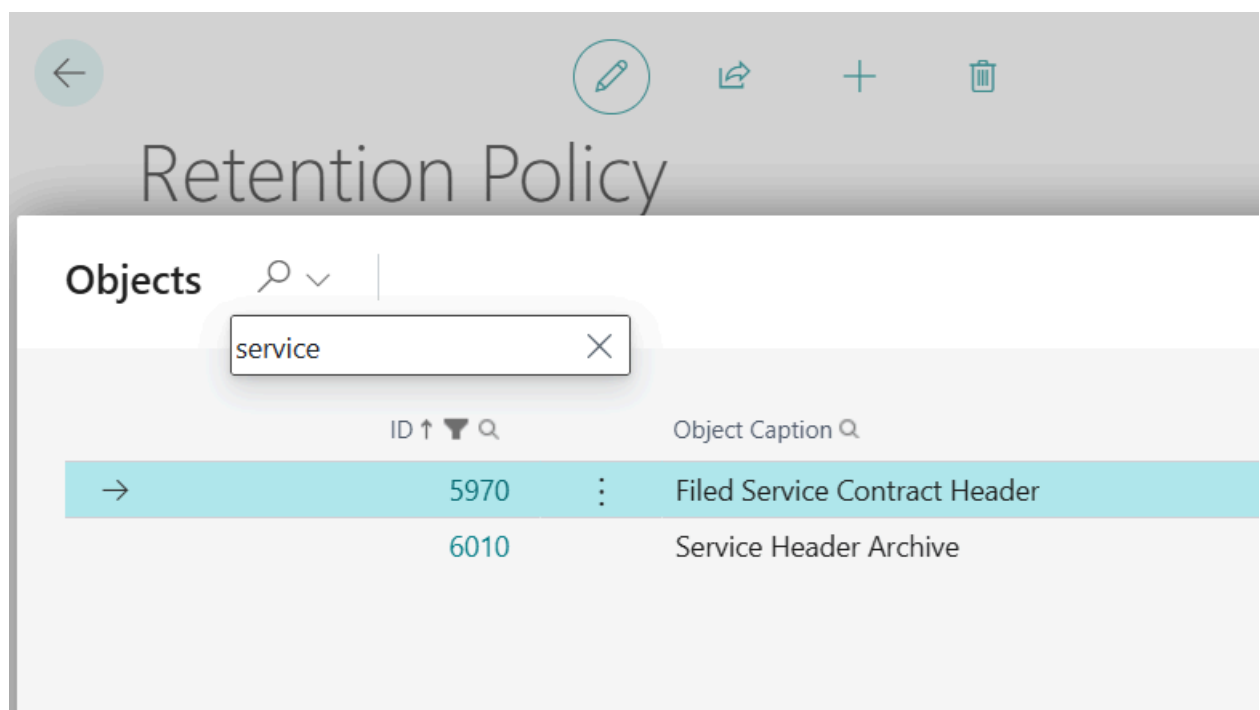 Retention Policy
Objects
service
ID Object Caption
5970 Filed Service Contract Header
6010 Service Header Archive